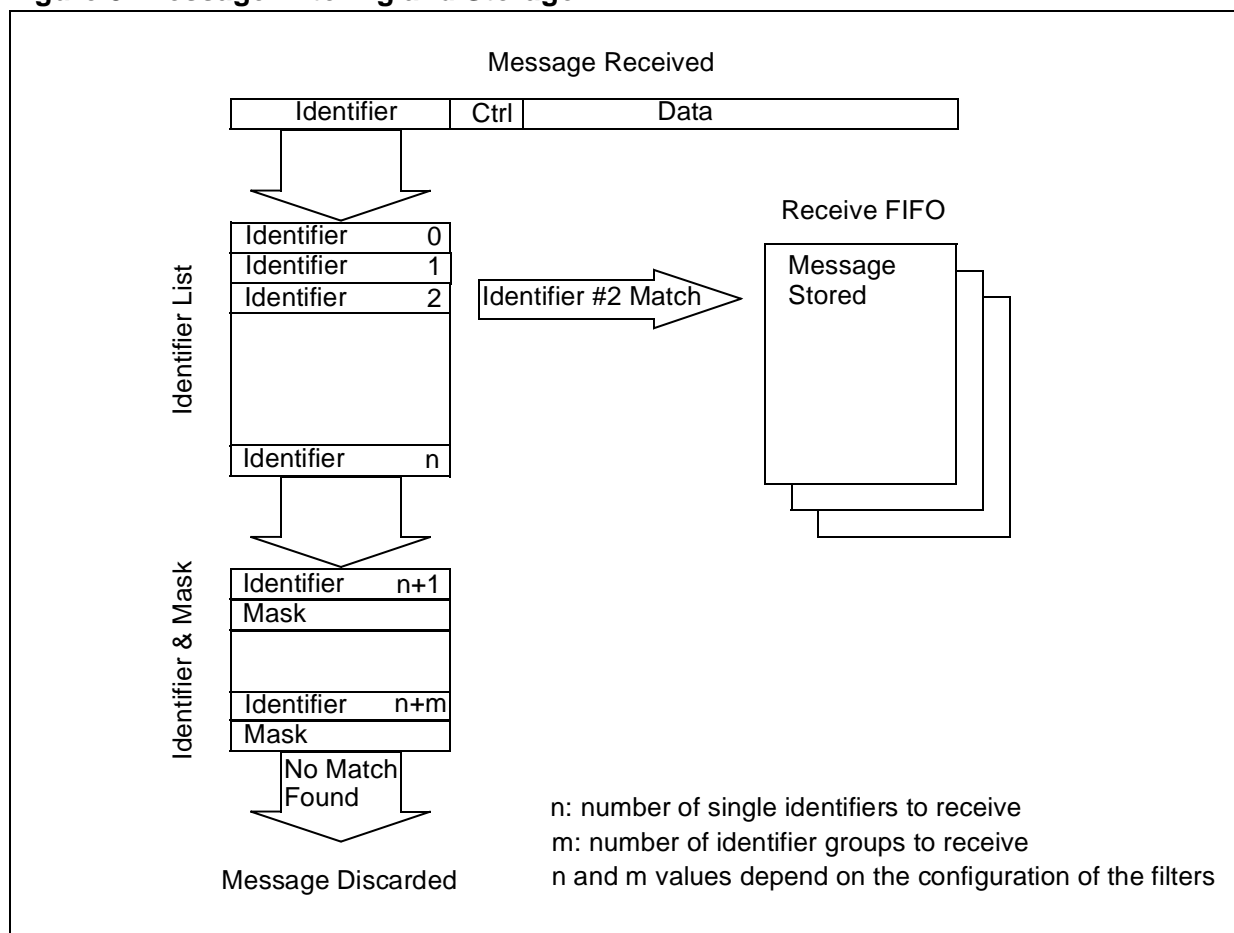 Message Received
Identifier Ctrl Data
Identifier 0
Identifier 1
Identifier 2
Identifier n
Identifier List
Identifier #2 Match
Receive FIFO
Message
Stored
Identifier n+1
Mask
Identifier n+m
Mask
Identifier & Mask
No Match
Found
Message Discarded
n: number of single identifiers to receive
m: number of identifier groups to receive
n and m values depend on the configuration of the filters